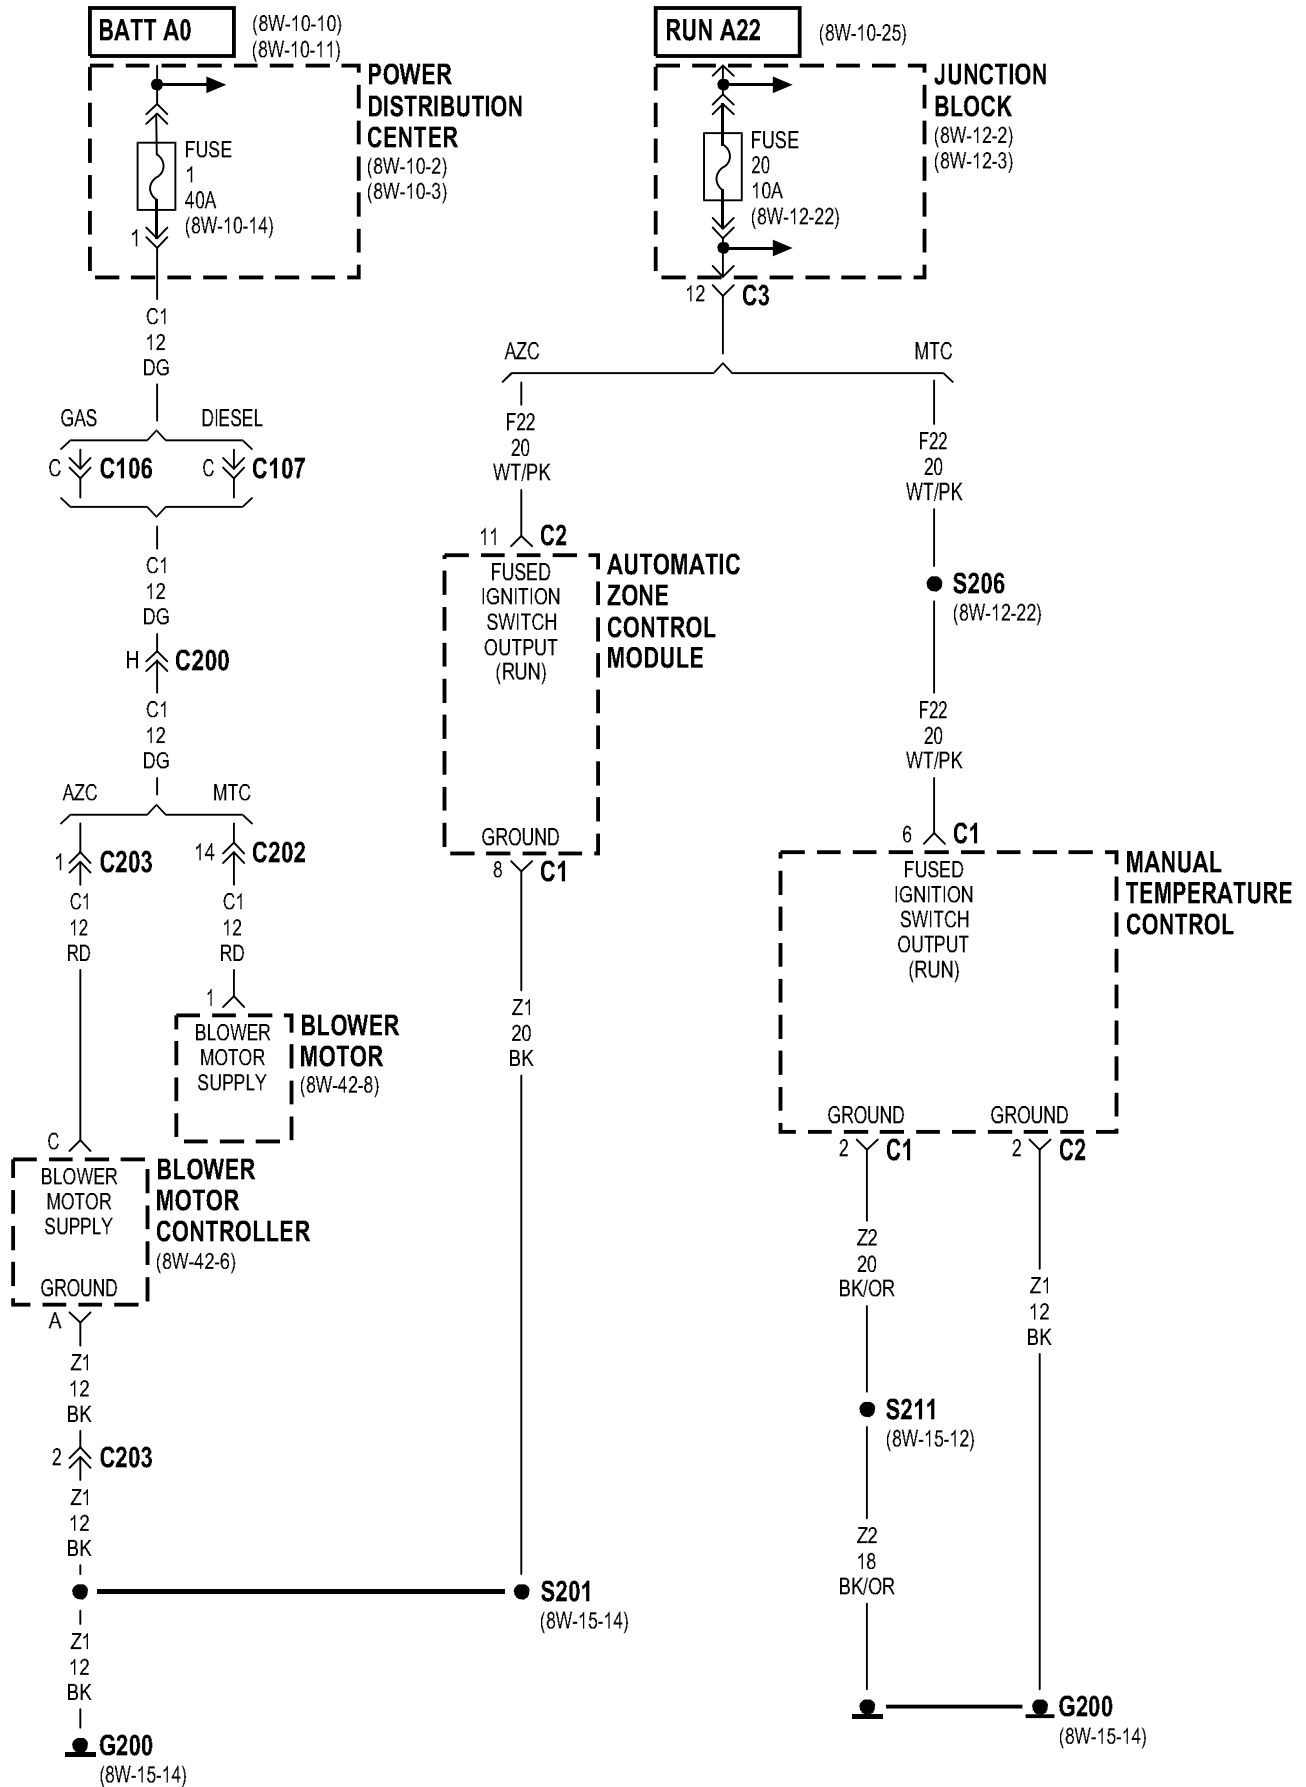 BATT A0
(8W-10-10)
(8W-10-11)
POWER
DISTRIBUTION
CENTER
(8W-10-2)
(8W-10-3)
FUSE
1
40A
(8W-10-14)
1
C1
12
DG
GAS
DIESEL
C
C106
C
C107
C1
12
DG
H
C200
C1
12
DG
AZC
MTC
1
C203
14
C202
C1
12
RD
C1
12
RD
1
BLOWER
MOTOR
SUPPLY
BLOWER
MOTOR
(8W-42-8)
C
BLOWER
MOTOR
SUPPLY
GROUND
BLOWER
MOTOR
CONTROLLER
(8W-42-6)
A
Z1
12
BK
2
C203
Z1
12
BK
Z1
12
BK
G200
(8W-15-14)
RUN A22
(8W-10-25)
JUNCTION
BLOCK
(8W-12-2)
(8W-12-3)
FUSE
20
10A
(8W-12-22)
12
C3
AZC
MTC
F22
20
WT/PK
11
C2
FUSED
IGNITION
SWITCH
OUTPUT
(RUN)
AUTOMATIC
ZONE
CONTROL
MODULE
GROUND
8
C1
Z1
20
BK
S201
(8W-15-14)
F22
20
WT/PK
S206
(8W-12-22)
F22
20
WT/PK
6
C1
FUSED
IGNITION
SWITCH
OUTPUT
(RUN)
MANUAL
TEMPERATURE
CONTROL
GROUND
GROUND
2
C1
2
C2
Z2
20
BK/OR
Z1
12
BK
S211
(8W-15-12)
Z2
18
BK/OR
G200
(8W-15-14)